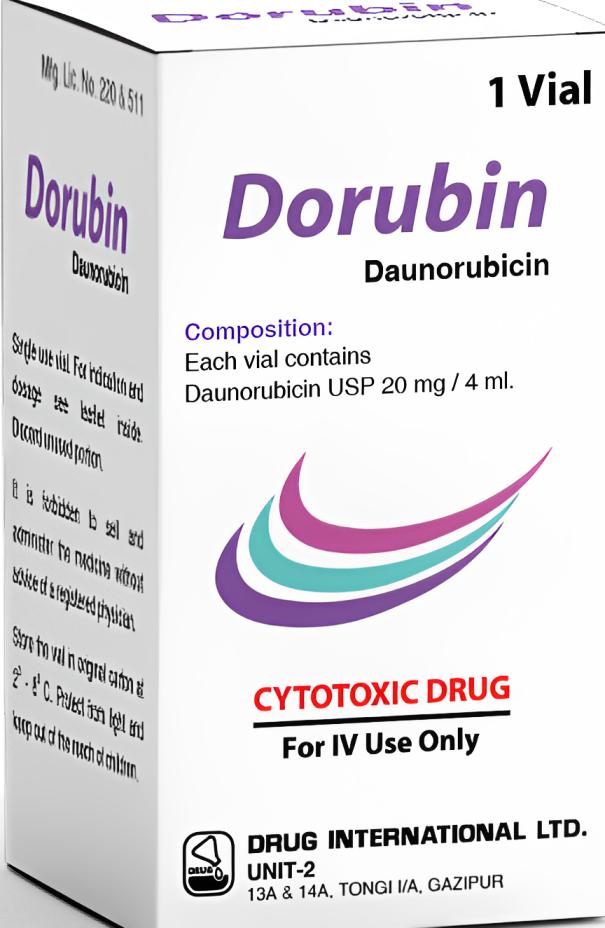 Dorubin
Mfg. Lic. No. 220 & 511
Dorubin
Daunorubicin
Single use vial. For indication and
dosage see leaflet inside.
Discard unused portion.
It is forbidden to sell and
administer the medicine without
advice of a registered physician.
Store the vial in original carton at
2° - 8° C. Protect from light and
keep out of the reach of children.
1 Vial
Dorubin
Daunorubicin
Composition:
Each vial contains
Daunorubicin USP 20 mg / 4 ml.
CYTOTOXIC DRUG
For IV Use Only
DRUG
DRUG INTERNATIONAL LTD.
UNIT-2
13A & 14A, TONGI I/A, GAZIPUR